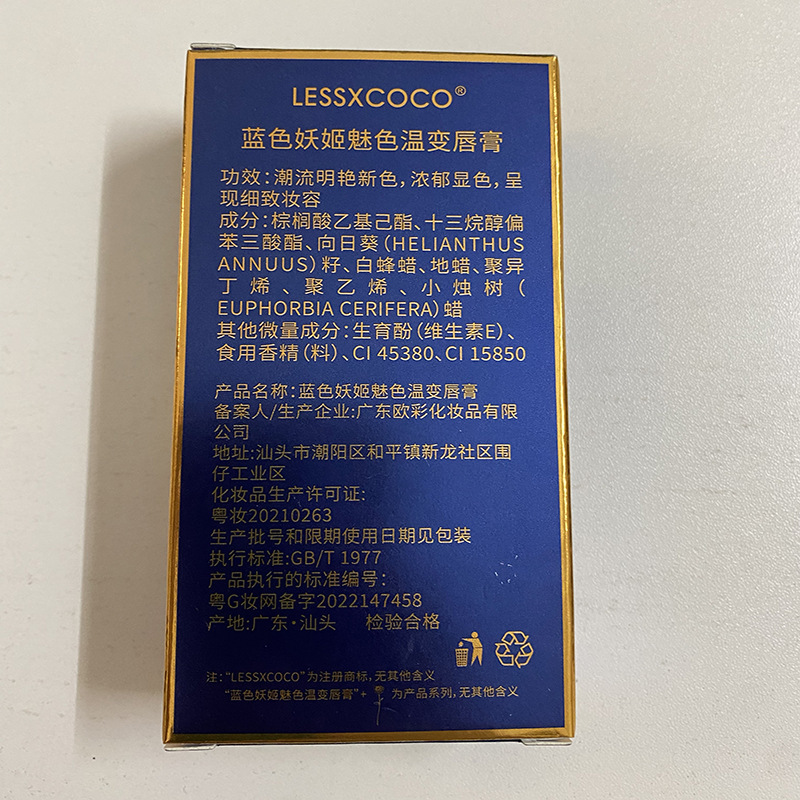 LESSXCOCO®
蓝色妖姬魅色温变唇膏
功效：潮流明艳新色，浓郁显色，呈
现细致妆容
成分：棕榈酸乙基己酯、十三烷醇偏
苯三酸酯、向日葵（HELIANTHUS
ANNUUS）籽、白蜂蜡、地蜡、聚异
丁烯、聚乙烯、小烛树（
EUPHORBIA CERIFERA）蜡
其他微量成分：生育酚（维生素E）、
食用香精（料）、CI 45380、CI 15850
产品名称：蓝色妖姬魅色温变唇膏
备案人/生产企业:广东欧彩化妆品有限
公司
地址:汕头市潮阳区和平镇新龙社区围
仔工业区
化妆品生产许可证:
粤妆20210263
生产批号和限期使用日期见包装
执行标准:GB/T 1977
产品执行的标准编号:
粤G妆网备字2022147458
产地:广东·汕头 检验合格
注：“LESSXCOCO”为注册商标，无其他含义
“蓝色妖姬魅色温变唇膏”+ 为产品系列，无其他含义